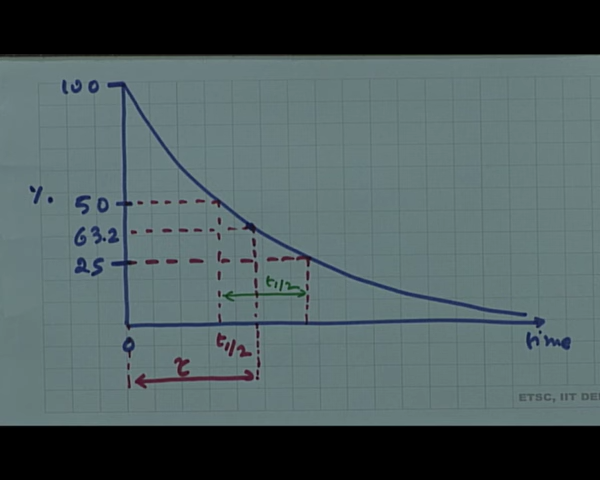 100
%. 50
63.2
25
t1/2
0
t1/2
time
τ
ETSC, IIT DE